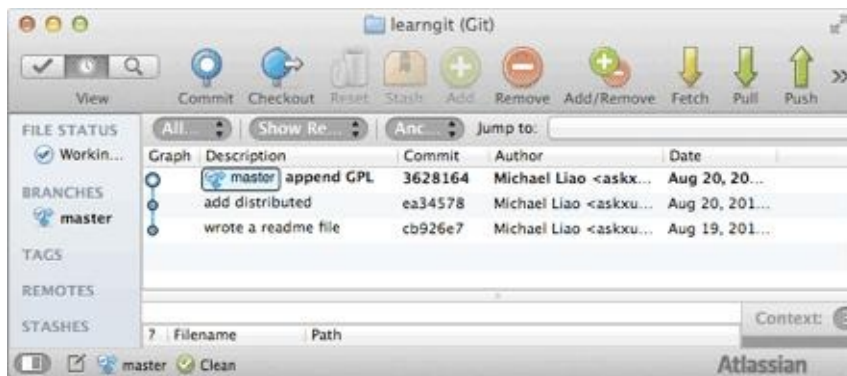 learngit (Git)
View Commit Checkout Reset Stash Add Remove Add/Remove Fetch Pull Push
FILE STATUS
Workin...
BRANCHES
master
TAGS
REMOTES
STASHES
All... Show Re... Anc... Jump to:
Graph Description Commit Author Date
master append GPL 3628164 Michael Liao <askx... Aug 20, 20...
add distributed ea34578 Michael Liao <askxu... Aug 20, 201...
wrote a readme file cb926e7 Michael Liao <askxu... Aug 19, 201...
Context:
? Filename Path
master Clean
Atlassian